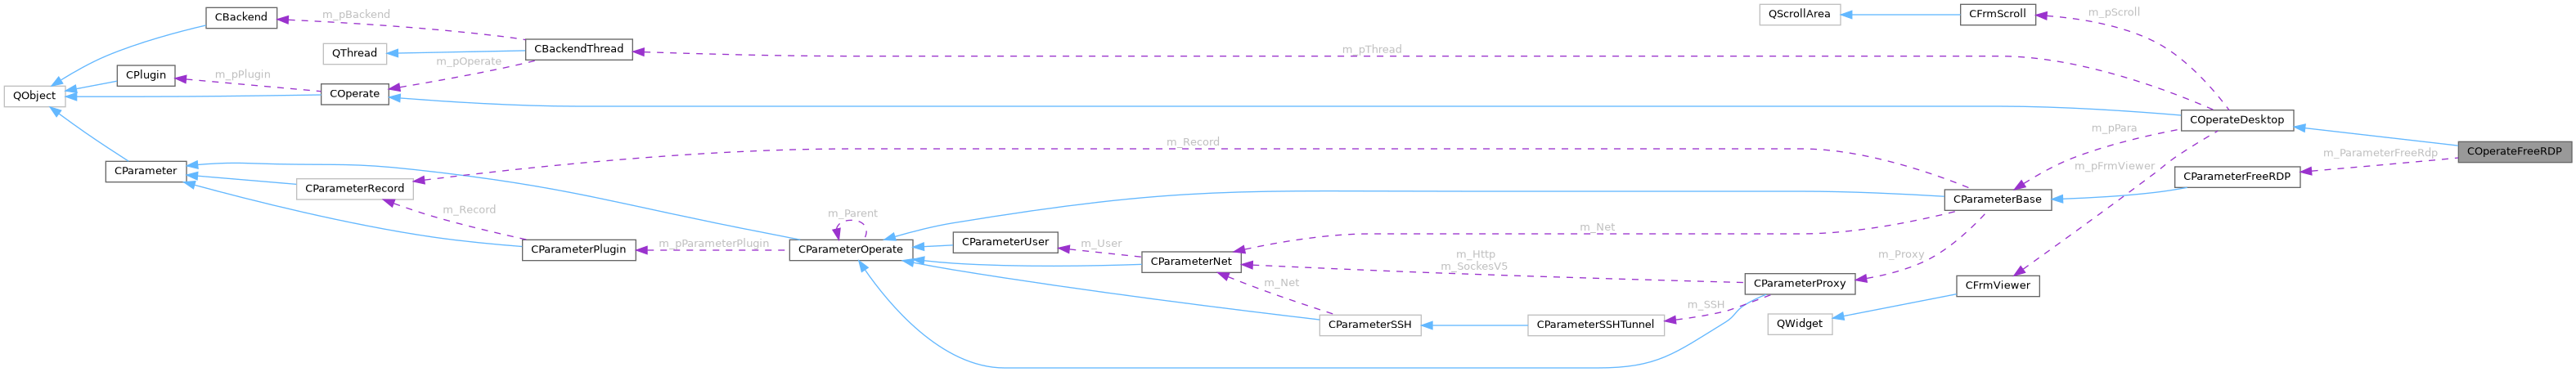 CBackend
m_pBackend
QScrollArea
CFrmScroll
m_pScroll
QThread
CBackendThread
m_pThread
m_pOperate
CPlugin
m_pPlugin
QObject
COperate
COperateDesktop
m_pPara
m_Record
COperateFreeRDP
m_ParameterFreeRdp
m_pFrmViewer
CParameter
CParameterRecord
CParameterFreeRDP
CParameterBase
m_Record
m_Parent
m_Net
CParameterPlugin
m_pParameterPlugin
CParameterOperate
CParameterUser
m_User
CParameterNet
m_Http
m_SockesV5
m_Proxy
m_Net
CParameterProxy
CFrmViewer
m_SSH
CParameterSSH
CParameterSSHTunnel
QWidget